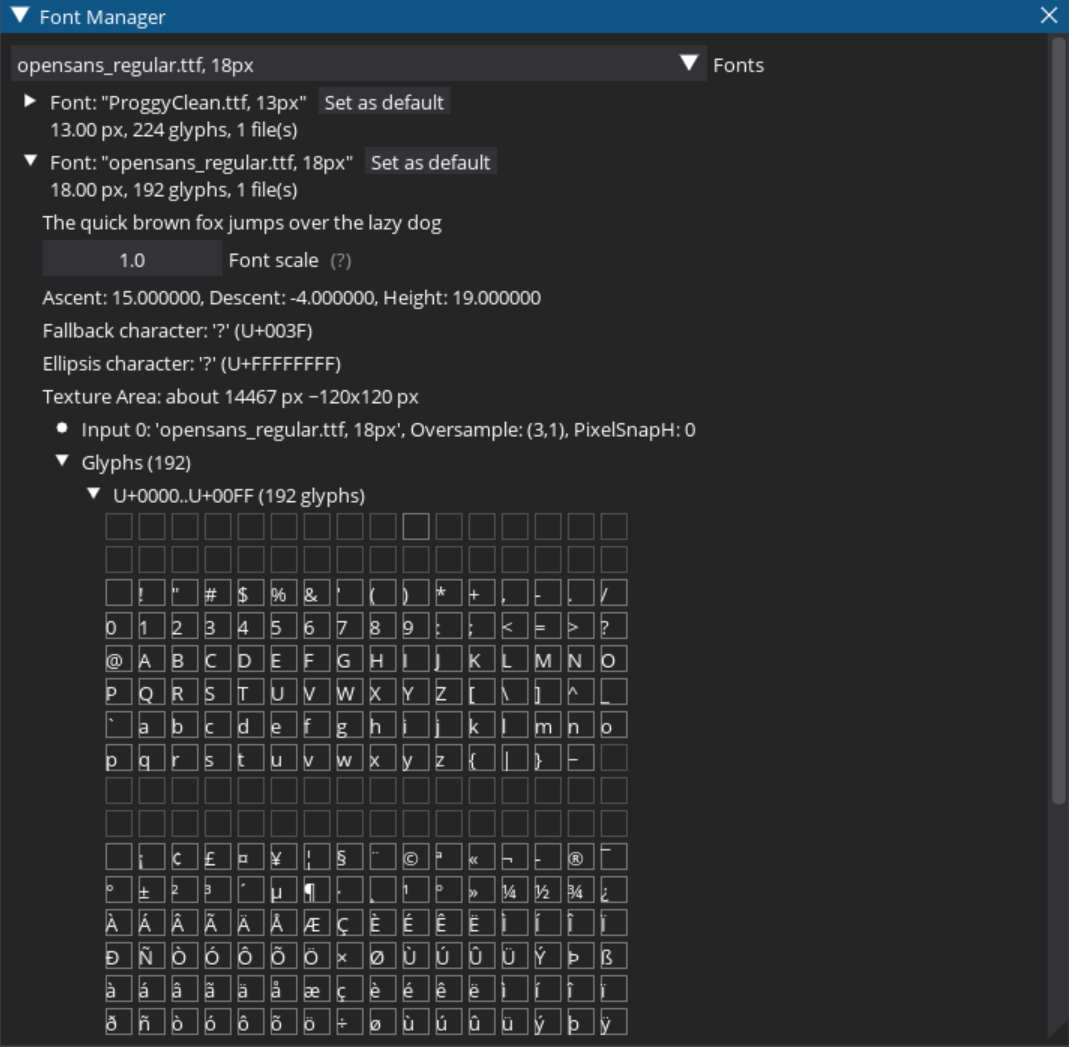 Font Manager
opensans_regular.ttf, 18px Fonts
Font: "ProggyClean.ttf, 13px" Set as default
13.00 px, 224 glyphs, 1 file(s)
Font: "opensans_regular.ttf, 18px" Set as default
18.00 px, 192 glyphs, 1 file(s)
The quick brown fox jumps over the lazy dog
1.0 Font scale (?)
Ascent: 15.000000, Descent: -4.000000, Height: 19.000000
Fallback character: '?' (U+003F)
Ellipsis character: '?' (U+FFFFFFFF)
Texture Area: about 14467 px ~120x120 px
Input 0: 'opensans_regular.ttf, 18px', Oversample: (3,1), PixelSnapH: 0
Glyphs (192)
U+0000..U+00FF (192 glyphs)
! " # $ % & ' ( ) * + , - . /
0 1 2 3 4 5 6 7 8 9 : ; < = > ?
@ A B C D E F G H I J K L M N O
P Q R S T U V W X Y Z [ \ ] ^ _
` a b c d e f g h i j k l m n o
p q r s t u v w x y z { | } ~
¡ ¢ £ ¤ ¥ ¦ § ¨ © ª « ¬ - ® ¯
° ± ² ³ ´ µ ¶ · ¸ ¹ º » ¼ ½ ¾ ¿
À Á Â Ã Ä Å Æ Ç È É Ê Ë Ì Í Î Ï
Ð Ñ Ò Ó Ô Õ Ö × Ø Ù Ú Û Ü Ý Þ ß
à á â ã ä å æ ç è é ê ë ì í î ï
ð ñ ò ó ô õ ö ÷ ø ù ú û ü ý þ ÿ